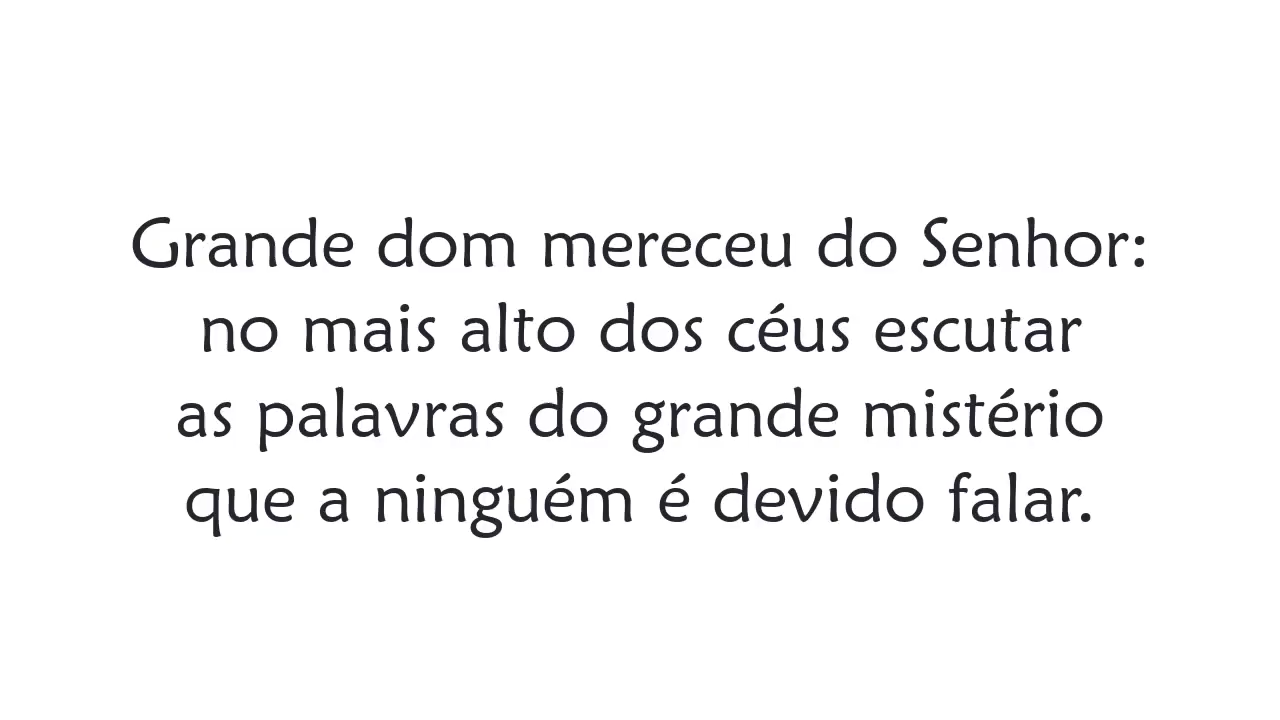 Grande dom mereceu do Senhor:
no mais alto dos céus escutar
as palavras do grande mistério
que a ninguém é devido falar.